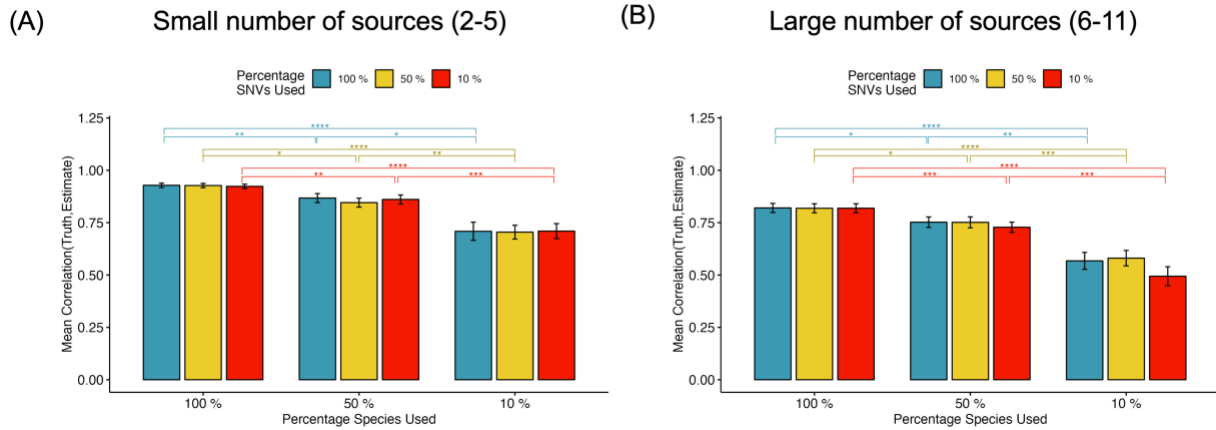 (A) Small number of sources (2-5)
Percentage
SNVs Used 100 % 50 % 10 %
1.25
****
** *
****
* **
****
** ***
1.00
0.75
0.50
0.25
0.00
Mean Correlation(Truth,Estimate)
100 % 50 % 10 %
Percentage Species Used
(B) Large number of sources (6-11)
Percentage
SNVs Used 100 % 50 % 10 %
1.25
****
* **
****
* ***
****
*** ***
1.00
0.75
0.50
0.25
0.00
Mean Correlation(Truth,Estimate)
100 % 50 % 10 %
Percentage Species Used